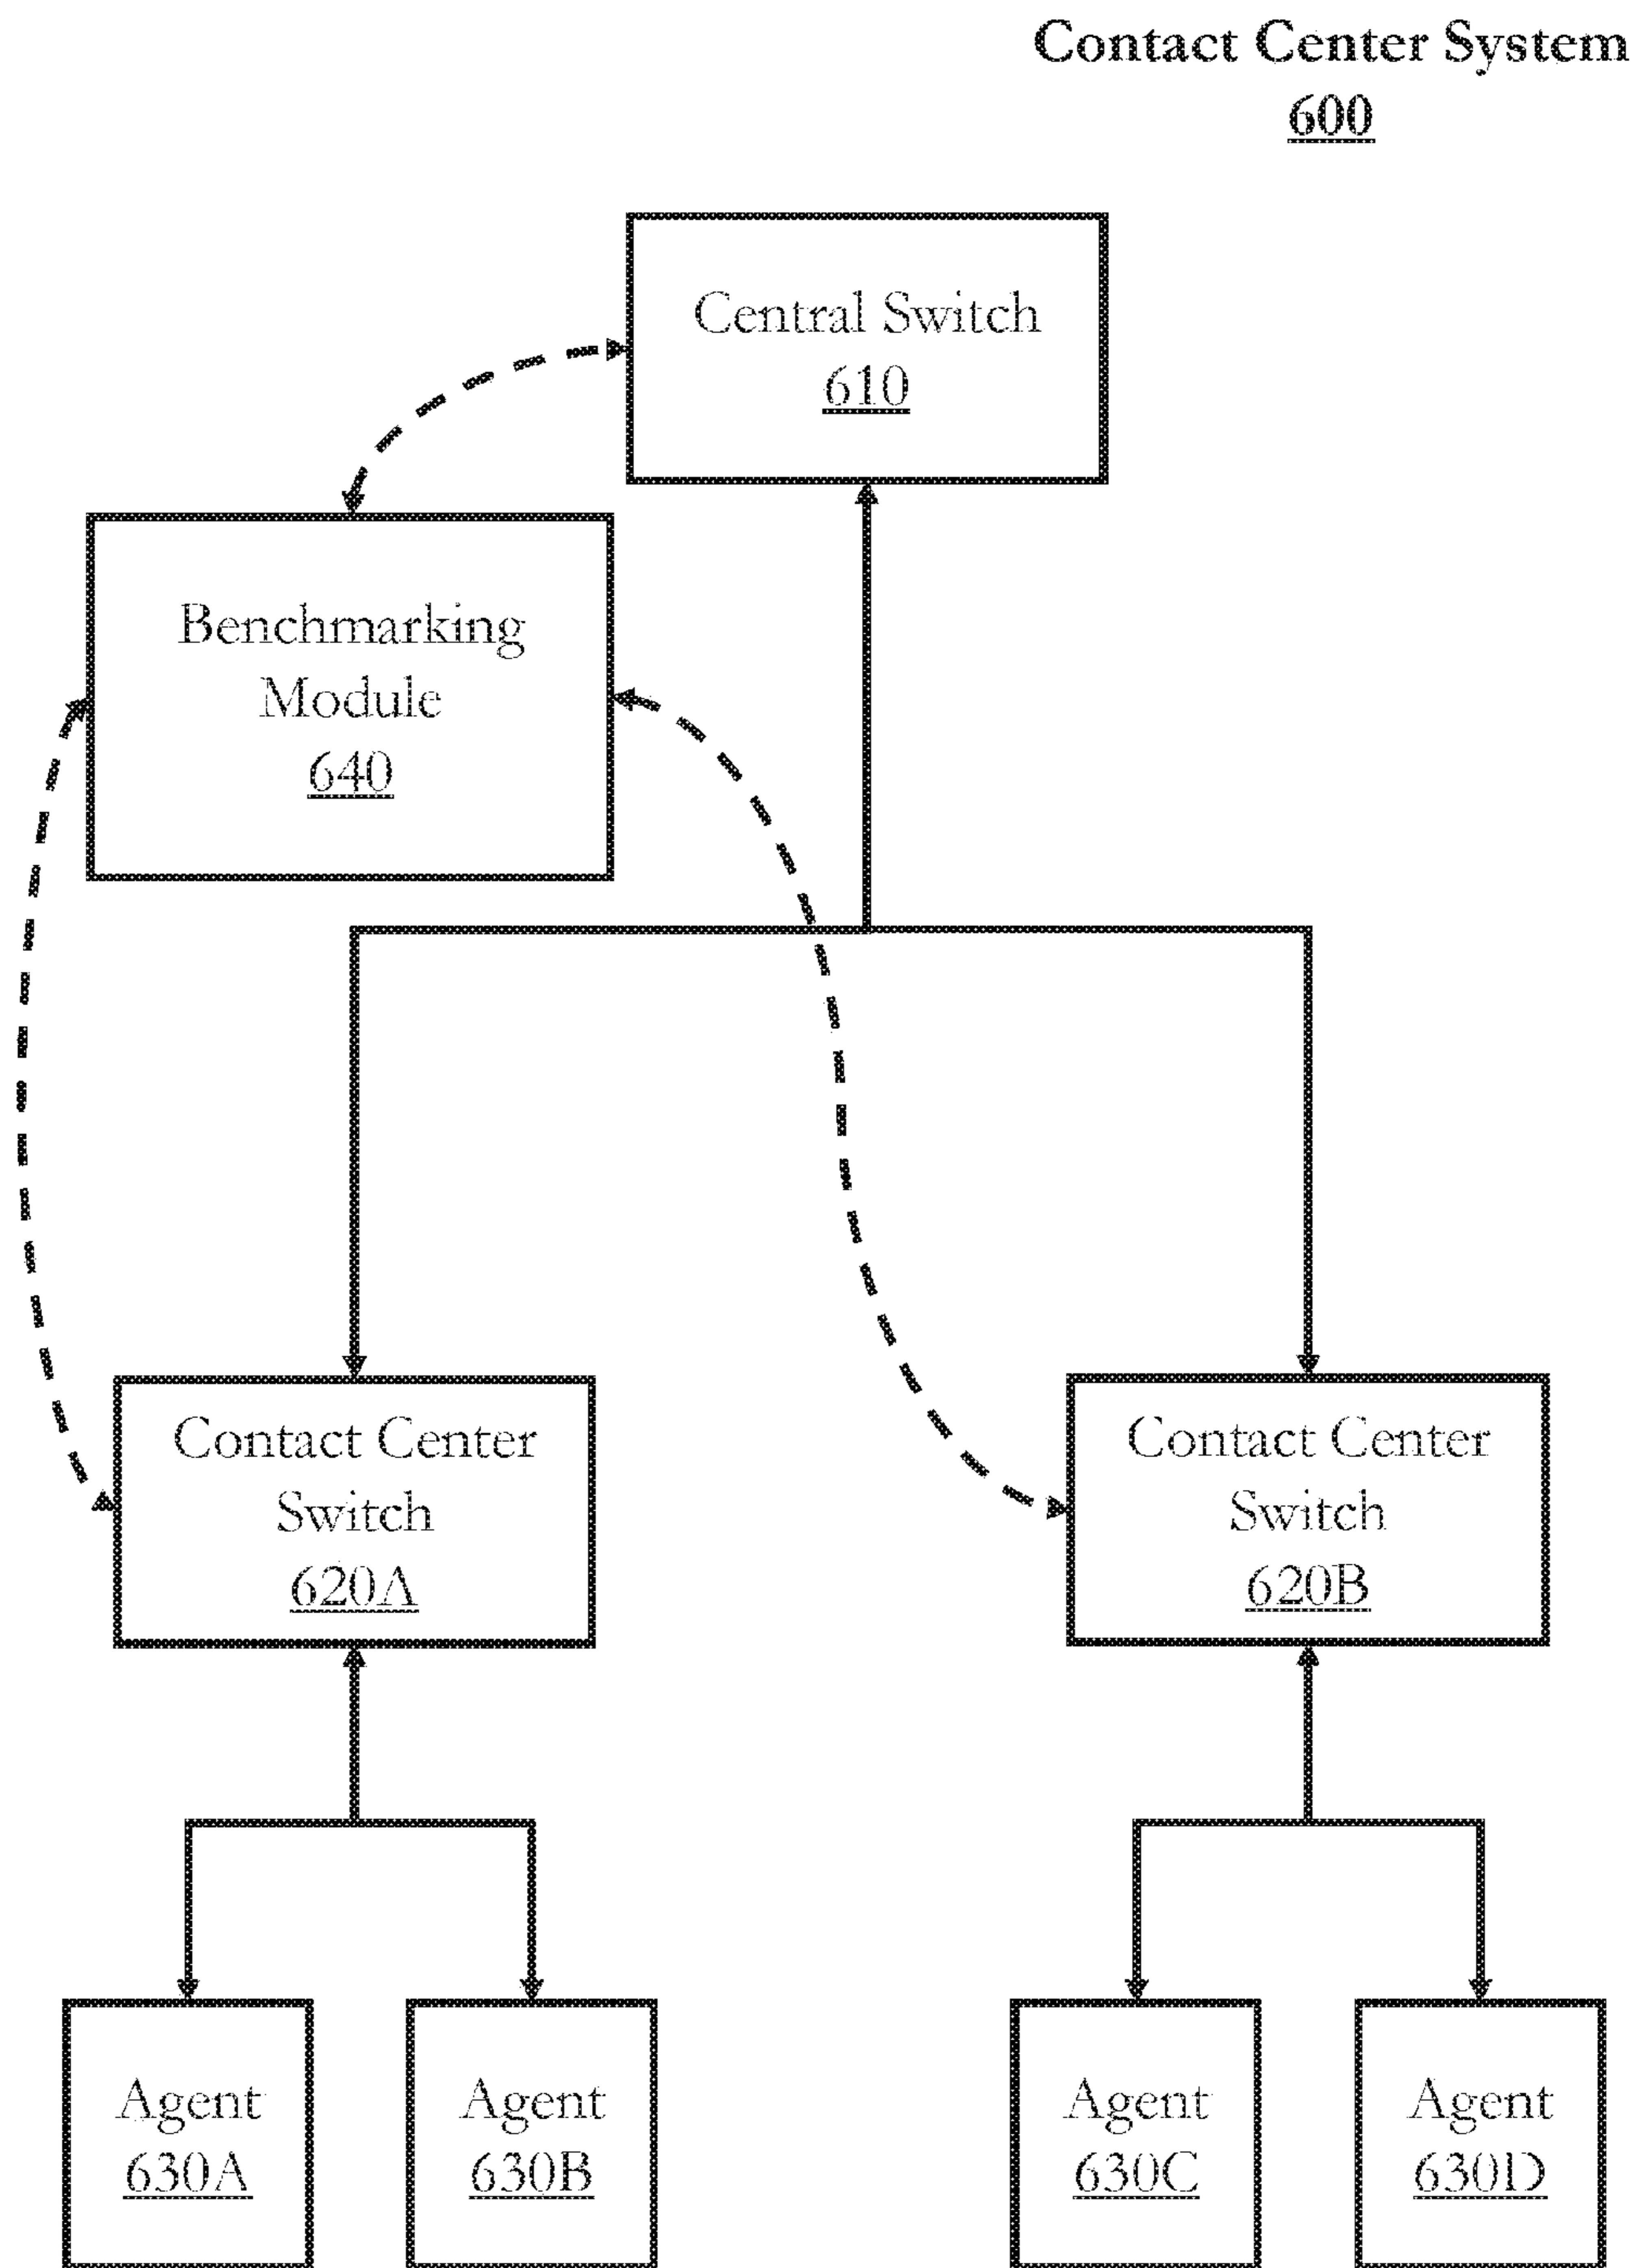 Contact Center System
600
Central Switch
610
Benchmarking
Module
640
Contact Center
Switch
620A
Contact Center
Switch
620B
Agent
630A
Agent
630B
Agent
630C
Agent
630D